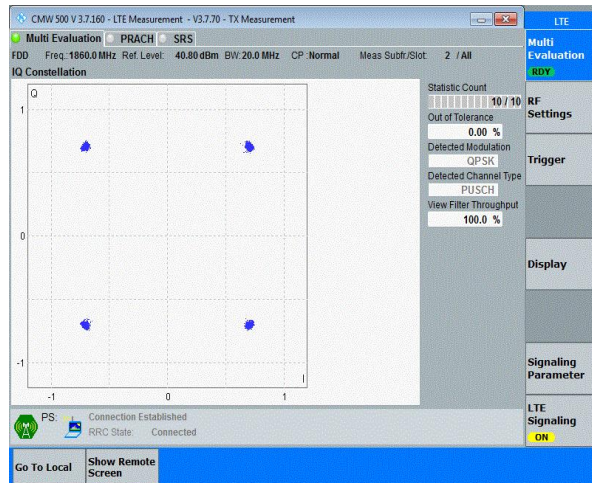 CMW 500 V 3.7.160 - LTE Measurement - V3.7.70 - TX Measurement
LTE
Multi Evaluation PRACH SRS
Multi
Evaluation
RDY
FDD Freq.: 1860.0 MHz Ref. Level: 40.80 dBm BW: 20.0 MHz CP : Normal Meas Subfr./Slot: 2 / All
IQ Constellation
Statistic Count
10 / 10
Out of Tolerance
0.00 %
Detected Modulation
QPSK
Detected Channel Type
PUSCH
View Filter Throughput
100.0 %
Q
1
0
-1
I
-1 0 1
RF
Settings
Trigger
Display
Signaling
Parameter
LTE
Signaling
ON
PS: Connection Established
RRC State: Connected
Go To Local
Show Remote
Screen